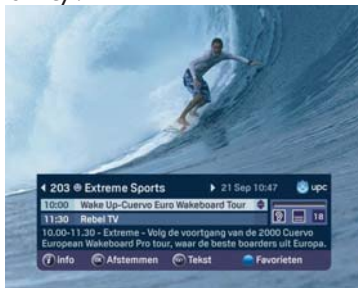 203 Extreme Sports 21 Sep 10:47 upc
10:00 Wake Up-Cuervo Euro Wakeboard Tour
11:30 Rebel TV 18
10.00-11.30 - Extreme - Volg de voortgang van de 2000 Cuervo
European Wakeboard Pro tour, waar de beste boarders uit Europa.
i Info OK Afstemmen Tekst Favorieten